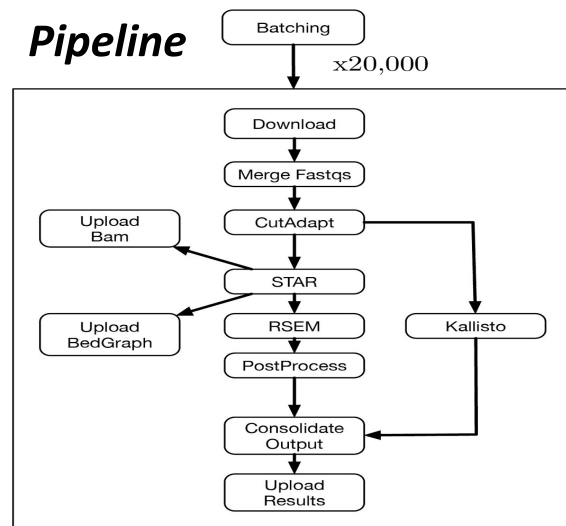 Pipeline
Batching
x20,000
Download
Merge Fastqs
CutAdapt
Upload
Bam
STAR
Upload
BedGraph
RSEM
Kallisto
PostProcess
Consolidate
Output
Upload
Results